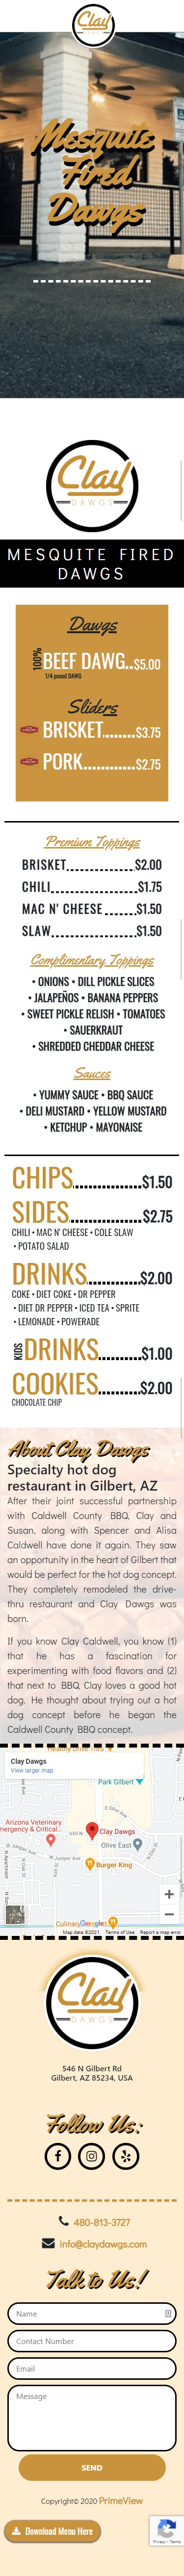 Clay
DAWGS
Mesquite
Fired
Dawgs
Clay
DAWGS
MESQUITE FIRED
DAWGS
Dawgs
100% BEEF DAWG..$5.00
1/4 pound DAWG
Sliders
BRISKET........$3.75
PORK.............$2.75
Premium Toppings
BRISKET $2.00
CHILI $1.75
MAC N' CHEESE $1.50
SLAW $1.50
Complimentary Toppings
• ONIONS • DILL PICKLE SLICES
• JALAPEÑOS • BANANA PEPPERS
• SWEET PICKLE RELISH • TOMATOES
• SAUERKRAUT
• SHREDDED CHEDDAR CHEESE
Sauces
• YUMMY SAUCE • BBQ SAUCE
• DELI MUSTARD • YELLOW MUSTARD
• KETCHUP • MAYONAISE
CHIPS $1.50
SIDES $2.75
CHILI • MAC N' CHEESE • COLE SLAW
• POTATO SALAD
DRINKS $2.00
COKE • DIET COKE • DR PEPPER
• DIET DR PEPPER • ICED TEA • SPRITE
• LEMONADE • POWERADE
KIDS DRINKS $1.00
COOKIES $2.00
CHOCOLATE CHIP
About Clay Dawgs
Specialty hot dog
restaurant in Gilbert, AZ
After their joint successful partnership
with Caldwell County BBQ, Clay and
Susan, along with Spencer and Alisa
Caldwell have done it again. They saw
an opportunity in the heart of Gilbert that
would be perfect for the hot dog concept.
They completely remodeled the drive-
thru restaurant and Clay Dawgs was
born.
If you know Clay Caldwell, you know (1)
that he has a fascination for
experimenting with food flavors and (2)
that next to BBQ, Clay loves a good hot
dog. He thought about trying out a hot
dog concept before he began the
Caldwell County BBQ concept.
Healthy Drive Thru
Clay Dawgs
View larger map
Park Gilbert
Arizona Veterinary
Emergency & Critical...
Clay Dawgs
Olive East
W Juniper Ave
Burger King
Culinary
Google
Map data ©2021 Terms of Use Report a map error
Clay
DAWGS
546 N Gilbert Rd
Gilbert, AZ 85234, USA
Follow Us:
480-813-3727
info@claydawgs.com
Talk to Us!
Name
Contact Number
Email
Message
SEND
Copyright© 2020 PrimeView
Download Menu Here
Privacy - Terms